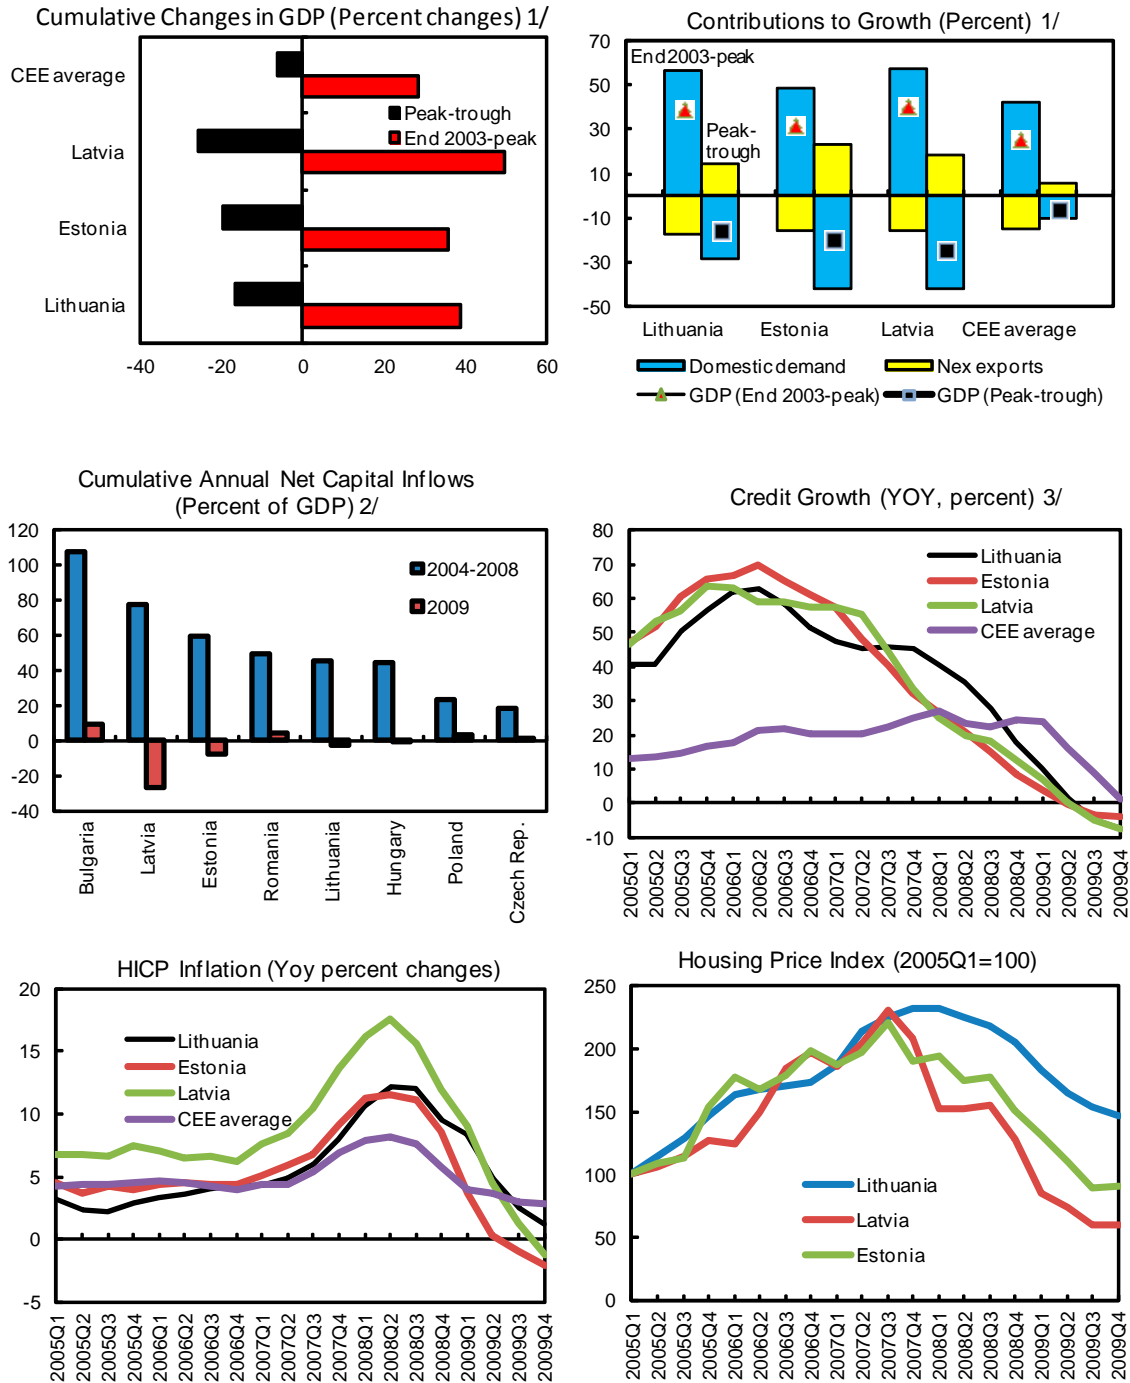 Cumulative Changes in GDP (Percent changes) 1/
CEE average
Latvia
Estonia
Lithuania
Peak-trough
End 2003-peak
-40
-20
0
20
40
60
Contributions to Growth (Percent) 1/
70
50
30
10
-10
-30
-50
End 2003-peak
Peak-
trough
Lithuania
Estonia
Latvia
CEE average
Domestic demand
Nex exports
GDP (End 2003-peak)
GDP (Peak-trough)
Cumulative Annual Net Capital Inflows
(Percent of GDP) 2/
120
100
80
60
40
20
0
-20
-40
2004-2008
2009
Bulgaria
Latvia
Estonia
Romania
Lithuania
Hungary
Poland
Czech Rep.
Credit Growth (YOY, percent) 3/
80
70
60
50
40
30
20
10
0
-10
Lithuania
Estonia
Latvia
CEE average
2005Q1
2005Q2
2005Q3
2005Q4
2006Q1
2006Q2
2006Q3
2006Q4
2007Q1
2007Q2
2007Q3
2007Q4
2008Q1
2008Q2
2008Q3
2008Q4
2009Q1
2009Q2
2009Q3
2009Q4
HICP Inflation (Yoy percent changes)
20
15
10
5
0
-5
Lithuania
Estonia
Latvia
CEE average
2005Q1
2005Q2
2005Q3
2005Q4
2006Q1
2006Q2
2006Q3
2006Q4
2007Q1
2007Q2
2007Q3
2007Q4
2008Q1
2008Q2
2008Q3
2008Q4
2009Q1
2009Q2
2009Q3
2009Q4
Housing Price Index (2005Q1=100)
250
200
150
100
50
0
Lithuania
Latvia
Estonia
2005Q1
2005Q2
2005Q3
2005Q4
2006Q1
2006Q2
2006Q3
2006Q4
2007Q1
2007Q2
2007Q3
2007Q4
2008Q1
2008Q2
2008Q3
2008Q4
2009Q1
2009Q2
2009Q3
2009Q4